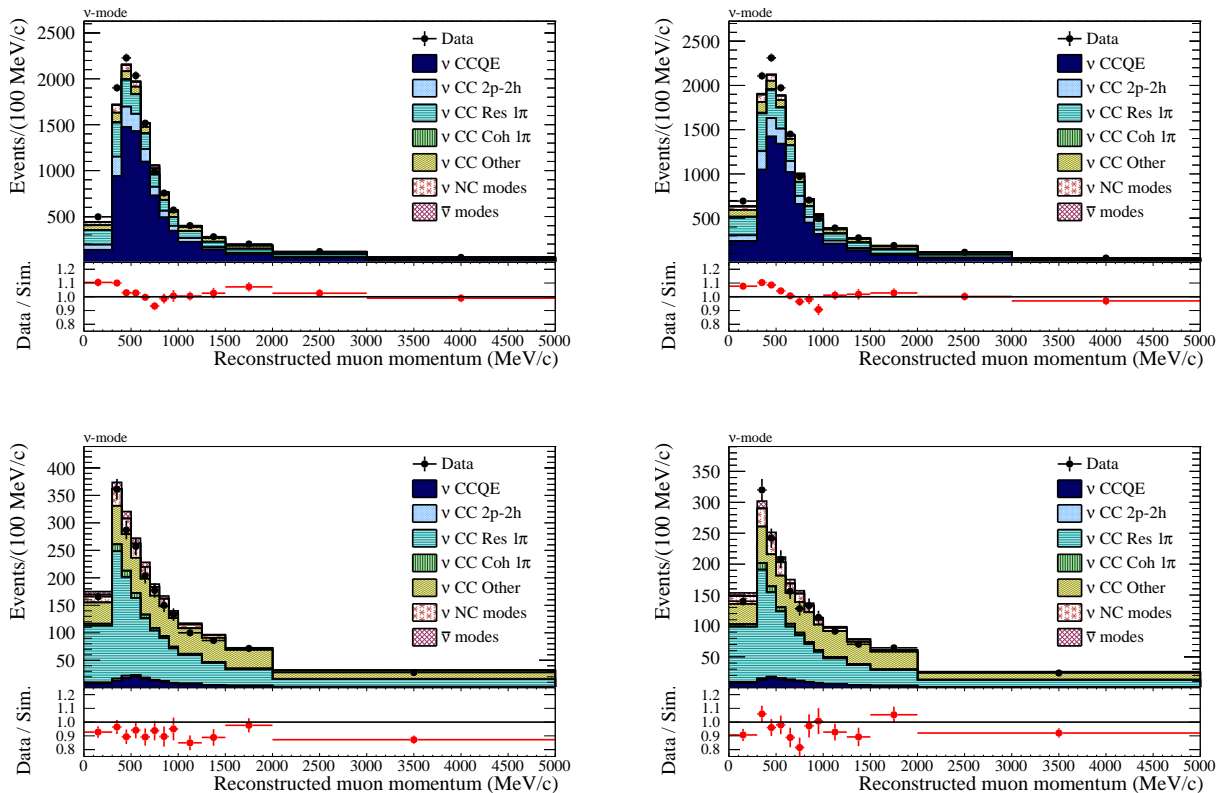 ν-mode
Events/(100 MeV/c)
2500
2000
1500
1000
500
Data
ν CCQE
ν CC 2p-2h
ν CC Res 1π
ν CC Coh 1π
ν CC Other
ν NC modes
ν̅ modes
Data / Sim.
1.2
1.1
1.0
0.9
0.8
0 500 1000 1500 2000 2500 3000 3500 4000 4500 5000
Reconstructed muon momentum (MeV/c)
ν-mode
Events/(100 MeV/c)
2500
2000
1500
1000
500
Data
ν CCQE
ν CC 2p-2h
ν CC Res 1π
ν CC Coh 1π
ν CC Other
ν NC modes
ν̅ modes
Data / Sim.
1.2
1.1
1.0
0.9
0.8
0 500 1000 1500 2000 2500 3000 3500 4000 4500 5000
Reconstructed muon momentum (MeV/c)
ν-mode
Events/(100 MeV/c)
400
350
300
250
200
150
100
50
Data
ν CCQE
ν CC 2p-2h
ν CC Res 1π
ν CC Coh 1π
ν CC Other
ν NC modes
ν̅ modes
Data / Sim.
1.2
1.1
1.0
0.9
0.8
0 500 1000 1500 2000 2500 3000 3500 4000 4500 5000
Reconstructed muon momentum (MeV/c)
ν-mode
Events/(100 MeV/c)
350
300
250
200
150
100
50
Data
ν CCQE
ν CC 2p-2h
ν CC Res 1π
ν CC Coh 1π
ν CC Other
ν NC modes
ν̅ modes
Data / Sim.
1.2
1.1
1.0
0.9
0.8
0 500 1000 1500 2000 2500 3000 3500 4000 4500 5000
Reconstructed muon momentum (MeV/c)